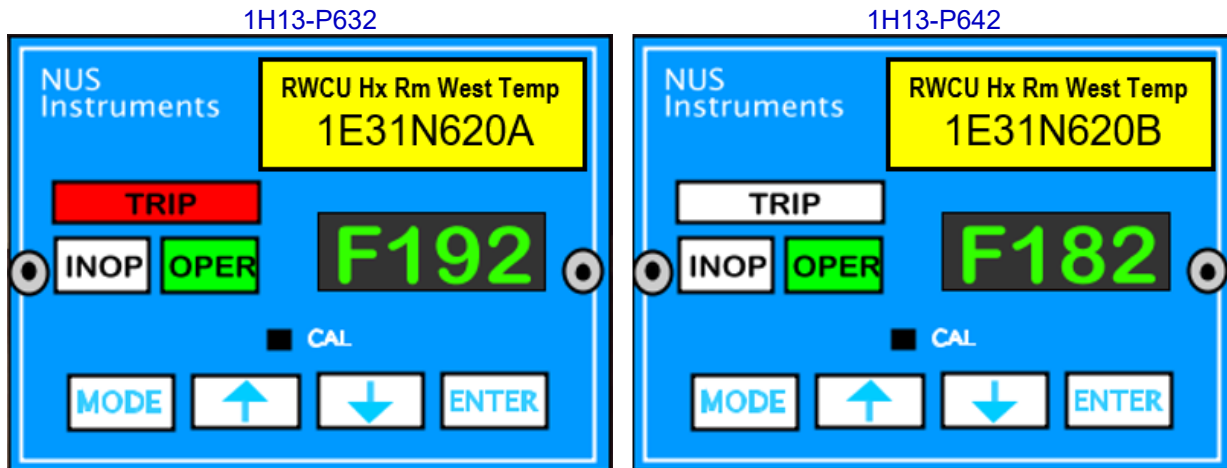 1H13-P632
NUS
Instruments
RWCU Hx Rm West Temp
1E31N620A
TRIP
INOP
OPER
F192
CAL
MODE
ENTER
1H13-P642
NUS
Instruments
RWCU Hx Rm West Temp
1E31N620B
TRIP
INOP
OPER
F182
CAL
MODE
ENTER